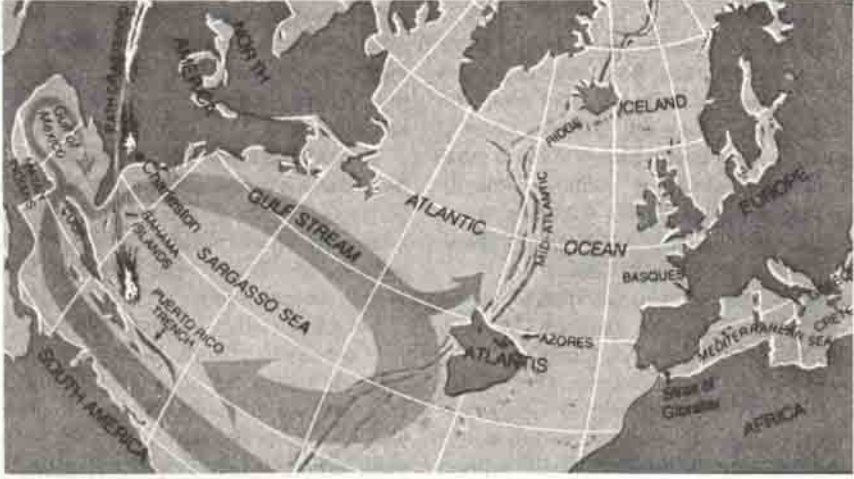 NORTH
AMERICA
Gulf of
Mexico
CUBA
Charleston
BAHAMA
ISLANDS
GULF STREAM
SARGASSO SEA
PUERTO RICO
TRENCH
SOUTH AMERICA
ATLANTIC
OCEAN
MID-ATLANTIC
RIDGE
ICELAND
EUROPE
BASQUES
AZORES
ATLANTIS
MEDITERRANEAN SEA
CRETE
Strait of
Gibraltar
AFRICA